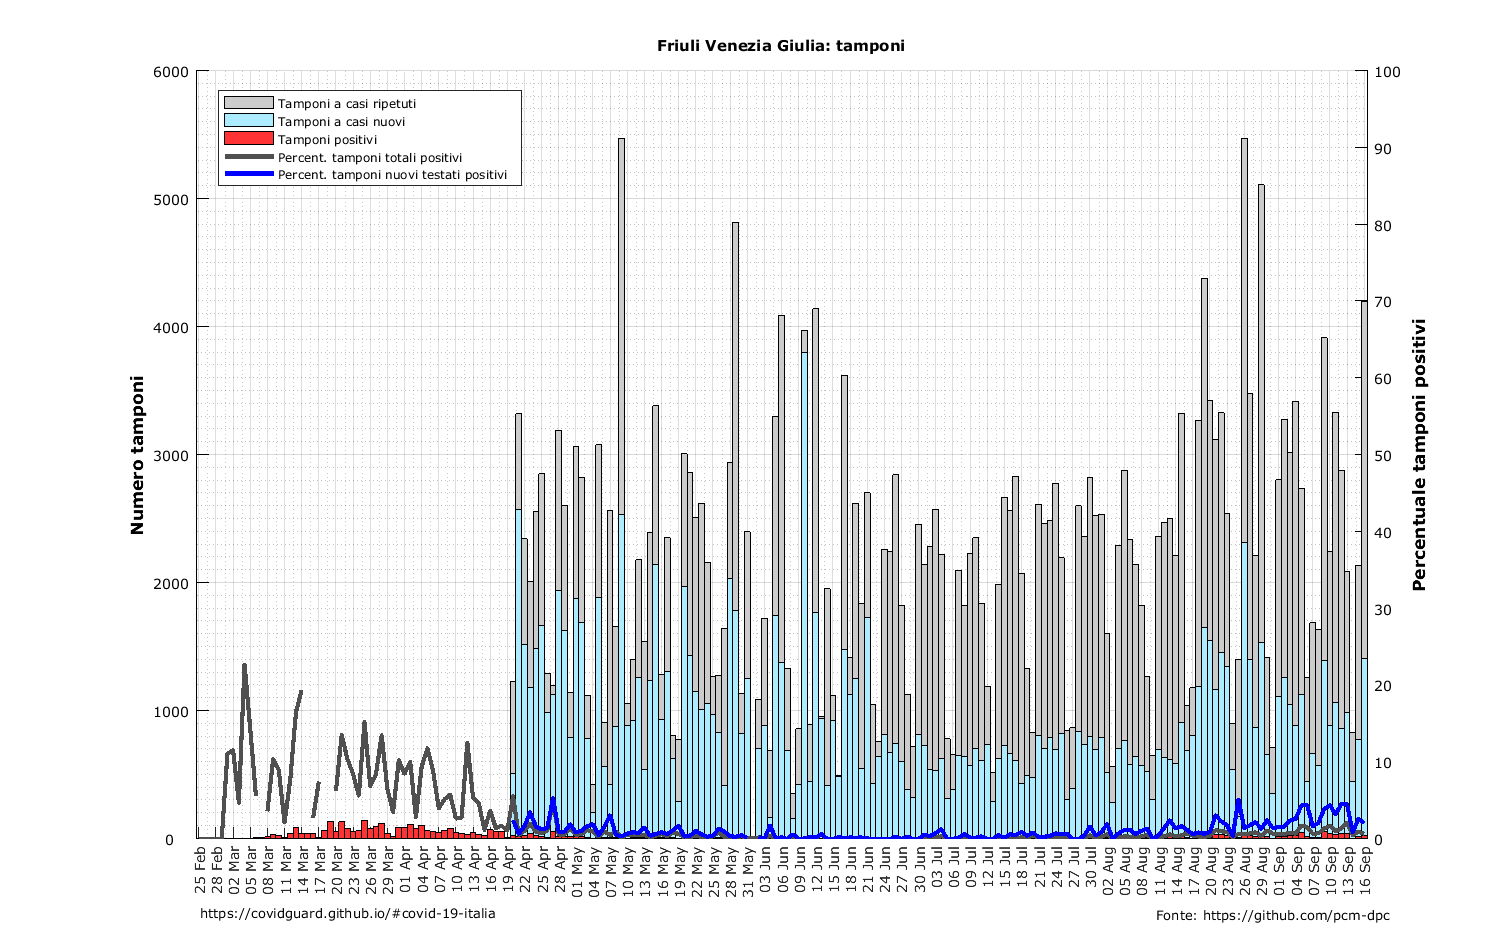 Friuli Venezia Giulia: tamponi
6000
5000
4000
3000
2000
1000
0
100
90
80
70
60
50
40
30
20
10
0
Tamponi a casi ripetuti
Tamponi a casi nuovi
Tamponi positivi
Percent. tamponi totali positivi
Percent. tamponi nuovi testati positivi
Numero tamponi
Percentuale tamponi positivi
25 Feb
28 Feb
02 Mar
05 Mar
08 Mar
11 Mar
14 Mar
17 Mar
20 Mar
23 Mar
26 Mar
29 Mar
01 Apr
04 Apr
07 Apr
10 Apr
13 Apr
16 Apr
19 Apr
22 Apr
25 Apr
28 Apr
01 May
04 May
07 May
10 May
13 May
16 May
19 May
22 May
25 May
28 May
31 May
03 Jun
06 Jun
09 Jun
12 Jun
15 Jun
18 Jun
21 Jun
24 Jun
27 Jun
30 Jun
03 Jul
06 Jul
09 Jul
12 Jul
15 Jul
18 Jul
21 Jul
24 Jul
27 Jul
30 Jul
02 Aug
05 Aug
08 Aug
11 Aug
14 Aug
17 Aug
20 Aug
23 Aug
26 Aug
29 Aug
01 Sep
04 Sep
07 Sep
10 Sep
13 Sep
16 Sep
https://covidguard.github.io/#covid-19-italia
Fonte: https://github.com/pcm-dpc